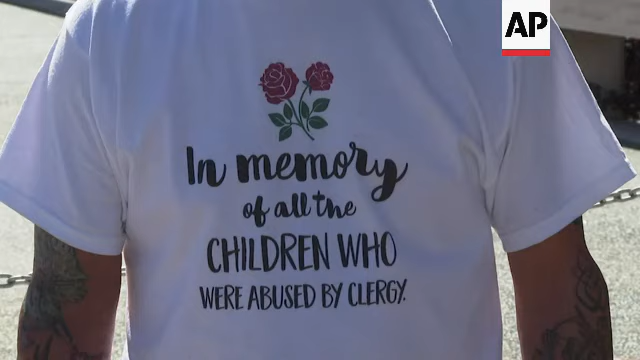 AP
In memory
of all the
CHILDREN WHO
WERE ABUSED BY CLERGY.